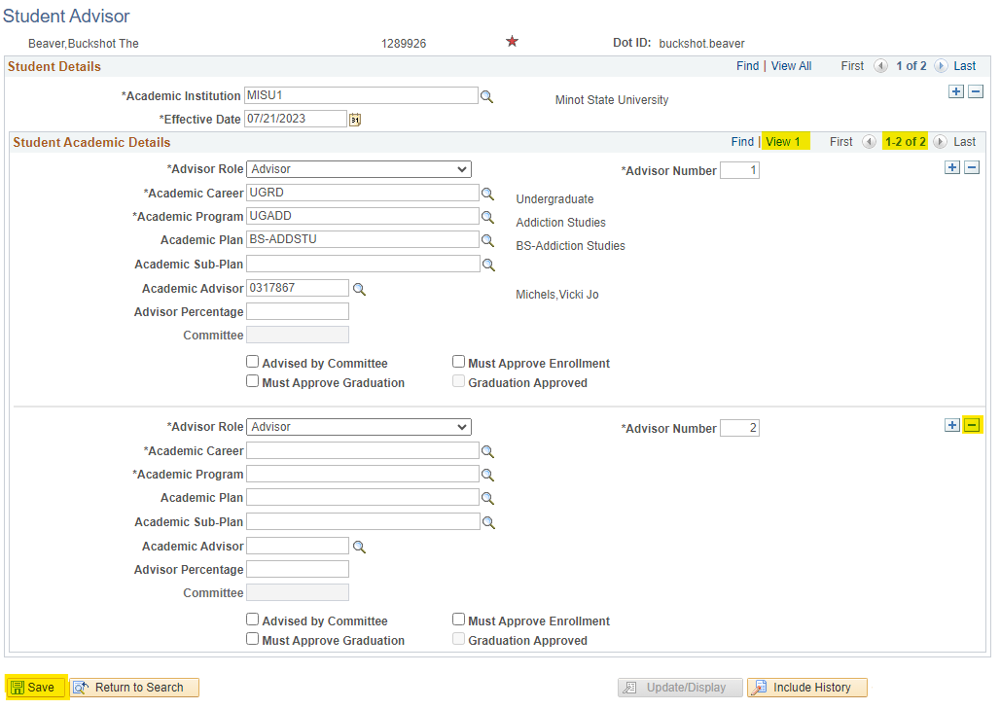 Student Advisor
Beaver,Buckshot The 1289926 Dot ID: buckshot.beaver
Student Details Find | View All First 1 of 2 Last
*Academic Institution MISU1 Minot State University
*Effective Date 07/21/2023 31
Student Academic Details Find | View 1 First 1-2 of 2 Last
*Advisor Role Advisor *Advisor Number 1
*Academic Career UGRD Undergraduate
*Academic Program UGADD Addiction Studies
Academic Plan BS-ADDSTU BS-Addiction Studies
Academic Sub-Plan
Academic Advisor 0317867 Michels,Vicki Jo
Advisor Percentage
Committee
Advised by Committee Must Approve Enrollment
Must Approve Graduation Graduation Approved
*Advisor Role Advisor *Advisor Number 2
*Academic Career
*Academic Program
Academic Plan
Academic Sub-Plan
Academic Advisor
Advisor Percentage
Committee
Advised by Committee Must Approve Enrollment
Must Approve Graduation Graduation Approved
Save Return to Search Update/Display Include History